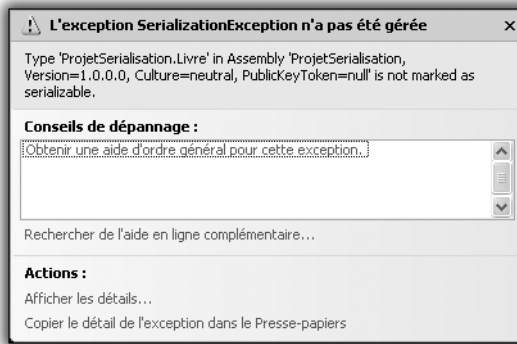 L'exception SerializationException n'a pas été gérée
Type 'ProjetSerialisation.Livre' in Assembly 'ProjetSerialisation,
Version=1.0.0.0, Culture=neutral, PublicKeyToken=null' is not marked as
serializable.
Conseils de dépannage :
Obtenir une aide d'ordre général pour cette exception.
Rechercher de l'aide en ligne complémentaire...
Actions :
Afficher les détails...
Copier le détail de l'exception dans le Presse-papiers